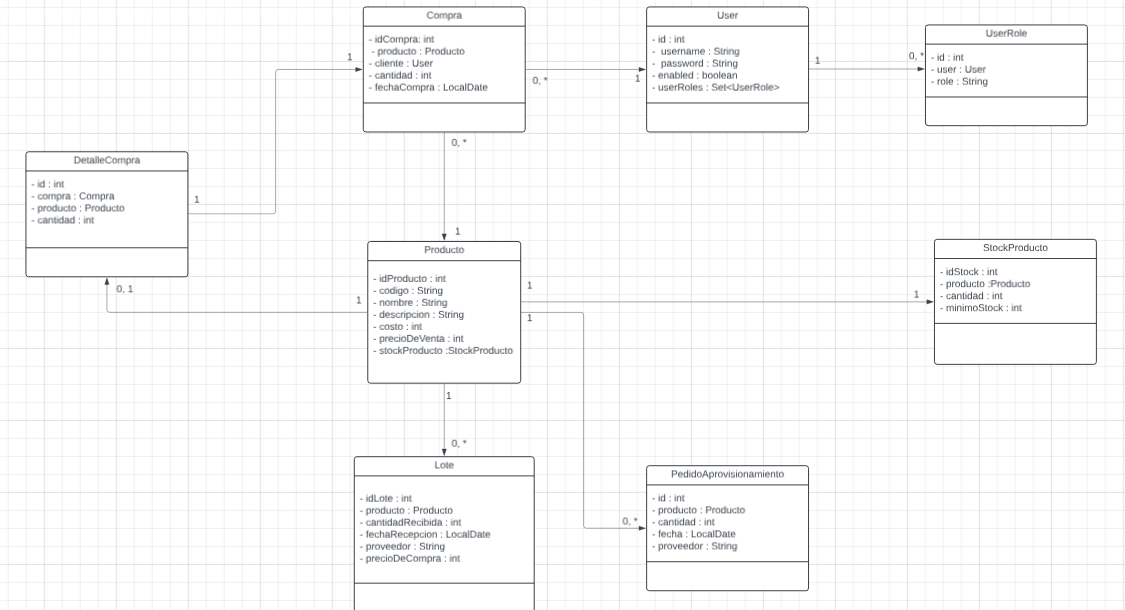 Compra
- idCompra: int
- producto : Producto
- cliente : User
- cantidad : int
- fechaCompra : LocalDate
User
- id : int
- username : String
- password : String
- enabled : boolean
- userRoles : Set<UserRole>
UserRole
- id : int
- user : User
- role : String
1
0, *
1
1
0, *
0, *
1
DetalleCompra
- id : int
- compra : Compra
- producto : Producto
- cantidad : int
1
0, 1
Producto
- idProducto : int
- codigo : String
- nombre : String
- descripcion : String
- costo : int
- precioDeVenta : int
- stockProducto :StockProducto
1
1
1
1
StockProducto
- idStock : int
- producto :Producto
- cantidad : int
- minimoStock : int
1
0, *
Lote
- idLote : int
- producto : Producto
- cantidadRecibida : int
- fechaRecepcion : LocalDate
- proveedor : String
- precioDeCompra : int
0, *
PedidoAprovisionamiento
- id : int
- producto : Producto
- cantidad : int
- fecha : LocalDate
- proveedor : String